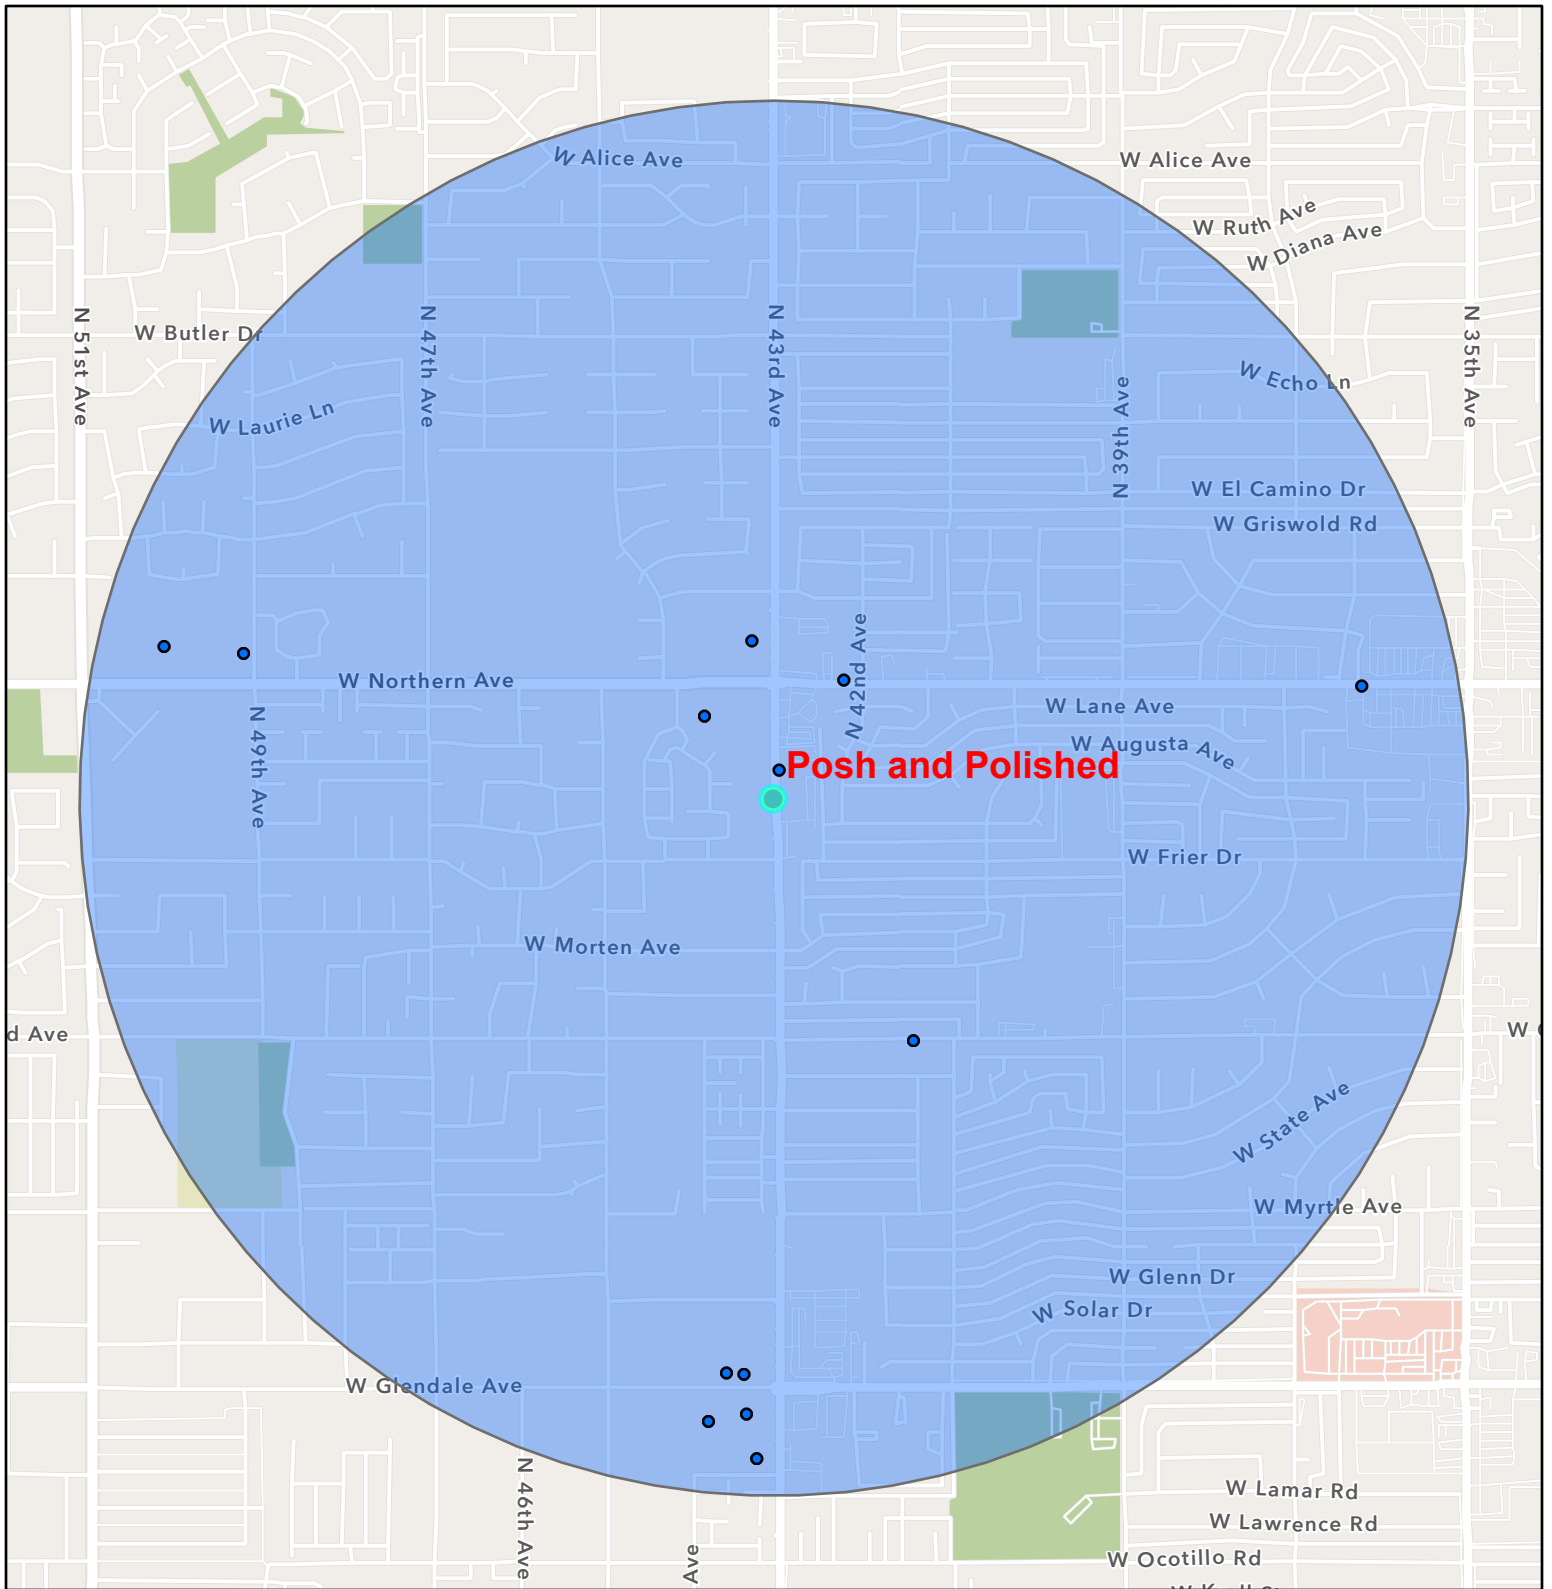 W Alice Ave
W Alice Ave
W Ruth Ave
W Diana Ave
N 51st Ave
W Butler Dr
N 47th Ave
N 43rd Ave
N 35th Ave
W Echo Ln
N 39th Ave
W Laurie Ln
W El Camino Dr
W Griswold Rd
N 42nd Ave
W Northern Ave
W Lane Ave
N 49th Ave
W Augusta Ave
Posh and Polished
W Frier Dr
W Morten Ave
d Ave
W
W State Ave
W Myrtle Ave
W Glenn Dr
W Solar Dr
W Glendale Ave
N 46th Ave
Ave
W Lamar Rd
W Lawrence Rd
W Ocotillo Rd